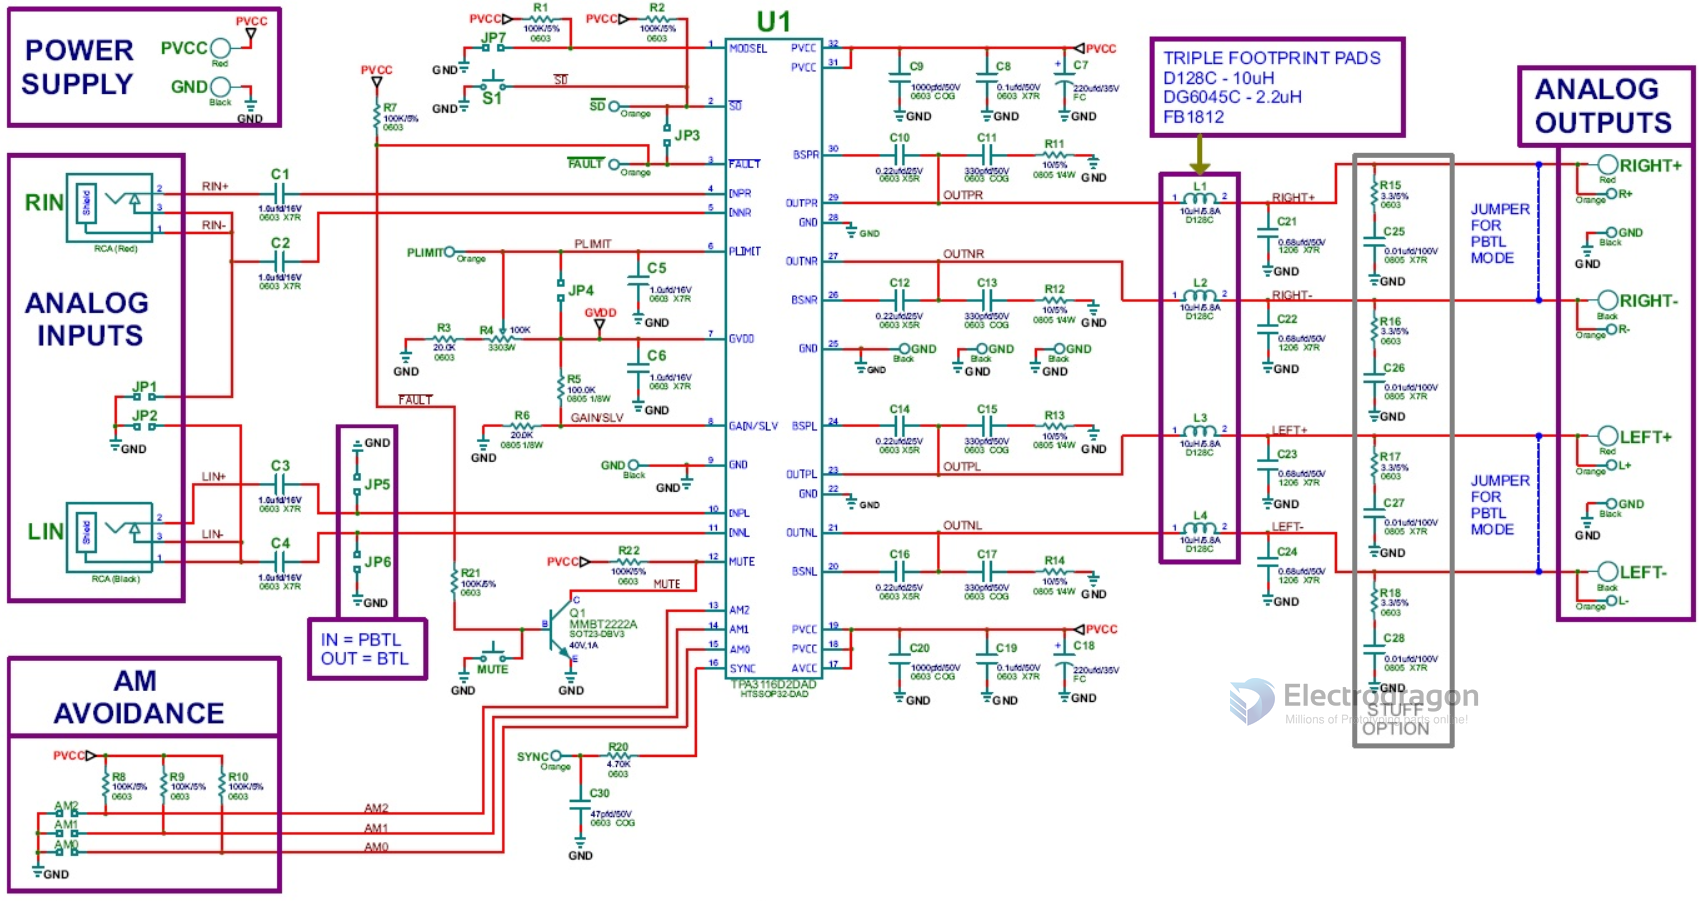 POWER
SUPPLY
PVCC
PVCC
Red
GND
Black
GND
U1
PVCC
R1
100K/5%
0603
PVCC
R2
100K/5%
0603
JP7
GND
SD
S1
GND
PVCC
R7
100K/5%
0603
SD
Orange
JP3
FAULT
Orange
1 MODSEL
2 SD
3 FAULT
4 INPR
5 INNR
6 PLIMIT
7 GVDD
8 GAIN/SLV
9 GND
10 INPL
11 INNL
12 MUTE
13 AM2
14 AM1
15 AM0
16 SYNC
PVCC 32
PVCC 31
BSPR 30
OUTPR 29
GND 28
OUTNR 27
BSNR 26
GND 25
BSPL 24
OUTPL 23
GND 22
OUTNL 21
BSNL 20
PVCC 19
PVCC 18
AVCC 17
TPA3116D2DAD
HTSSOP32-DAD
RIN
Shield
2
3
1
RCA (Red)
RIN+
RIN-
C1
1.0ufd/16V
0603 X7R
C2
1.0ufd/16V
0603 X7R
ANALOG
INPUTS
JP1
JP2
GND
LIN
Shield
2
3
1
RCA (Black)
LIN+
LIN-
C3
1.0ufd/16V
0603 X7R
C4
1.0ufd/16V
0603 X7R
PLIMIT
Orange
PLIMIT
JP4
C5
1.0ufd/16V
0603 X7R
GND
GVDD
R3
20.0K
0603
GND
R4
100K
3303W
C6
1.0ufd/16V
0603 X7R
GND
R5
100.0K
0805 1/8W
FAULT
R6
20.0K
0805 1/8W
GAIN/SLV
GND
GND
Black
GND
GND
JP5
JP6
GND
IN = PBTL
OUT = BTL
R21
100K/5%
0603
PVCC
R22
100K/5%
0603
MUTE
Q1
MMBT2222A
SOT23-DBV3
40V,1A
C
B
E
MUTE
GND
GND
AM
AVOIDANCE
PVCC
R8
100K/5%
0603
R9
100K/5%
0603
R10
100K/5%
0603
AM2
AM1
AM0
GND
AM2
AM1
AM0
SYNC
Orange
R20
4.70K
0603
C30
47pfd/50V
0603 COG
GND
C9
1000pfd/50V
0603 COG
GND
C8
0.1ufd/50V
0603 X7R
GND
+
C7
220ufd/35V
FC
GND
PVCC
C10
0.22ufd/25V
0603 X5R
C11
330pfd/50V
0603 COG
R11
10/5%
0805 1/4W
GND
OUTPR
GND
OUTNR
C12
0.22ufd/25V
0603 X5R
C13
330pfd/50V
0603 COG
R12
10/5%
0805 1/4W
GND
GND
Black
GND
GND
Black
GND
GND
Black
GND
C14
0.22ufd/25V
0603 X5R
C15
330pfd/50V
0603 COG
R13
10/5%
0805 1/4W
GND
OUTPL
GND
OUTNL
C16
0.22ufd/25V
0603 X5R
C17
330pfd/50V
0603 COG
R14
10/5%
0805 1/4W
GND
C20
1000pfd/50V
0603 COG
GND
C19
0.1ufd/50V
0603 X7R
GND
+
C18
220ufd/35V
FC
GND
PVCC
TRIPLE FOOTPRINT PADS
D128C - 10uH
DG6045C - 2.2uH
FB1812
1 L1 2
10uH/5.8A
D128C
1 L2 2
10uH/5.8A
D128C
1 L3 2
10uH/5.8A
D128C
1 L4 2
10uH/5.8A
D128C
RIGHT+
C21
0.68ufd/50V
1206 X7R
GND
RIGHT-
C22
0.68ufd/50V
1206 X7R
GND
LEFT+
C23
0.68ufd/50V
1206 X7R
GND
LEFT-
C24
0.68ufd/50V
1206 X7R
GND
R15
3.3/5%
0603
C25
0.01ufd/100V
0805 X7R
GND
R16
3.3/5%
0603
C26
0.01ufd/100V
0805 X7R
GND
R17
3.3/5%
0603
C27
0.01ufd/100V
0805 X7R
GND
R18
3.3/5%
0603
C28
0.01ufd/100V
0805 X7R
GND
STUFF
OPTION
JUMPER
FOR
PBTL
MODE
JUMPER
FOR
PBTL
MODE
ANALOG
OUTPUTS
RIGHT+
Red
R+
Orange
GND
Black
GND
RIGHT-
Black
R-
Orange
LEFT+
Red
L+
Orange
GND
Black
GND
LEFT-
Black
L-
Orange
Electrodragon
Millions of Prototyping parts online!